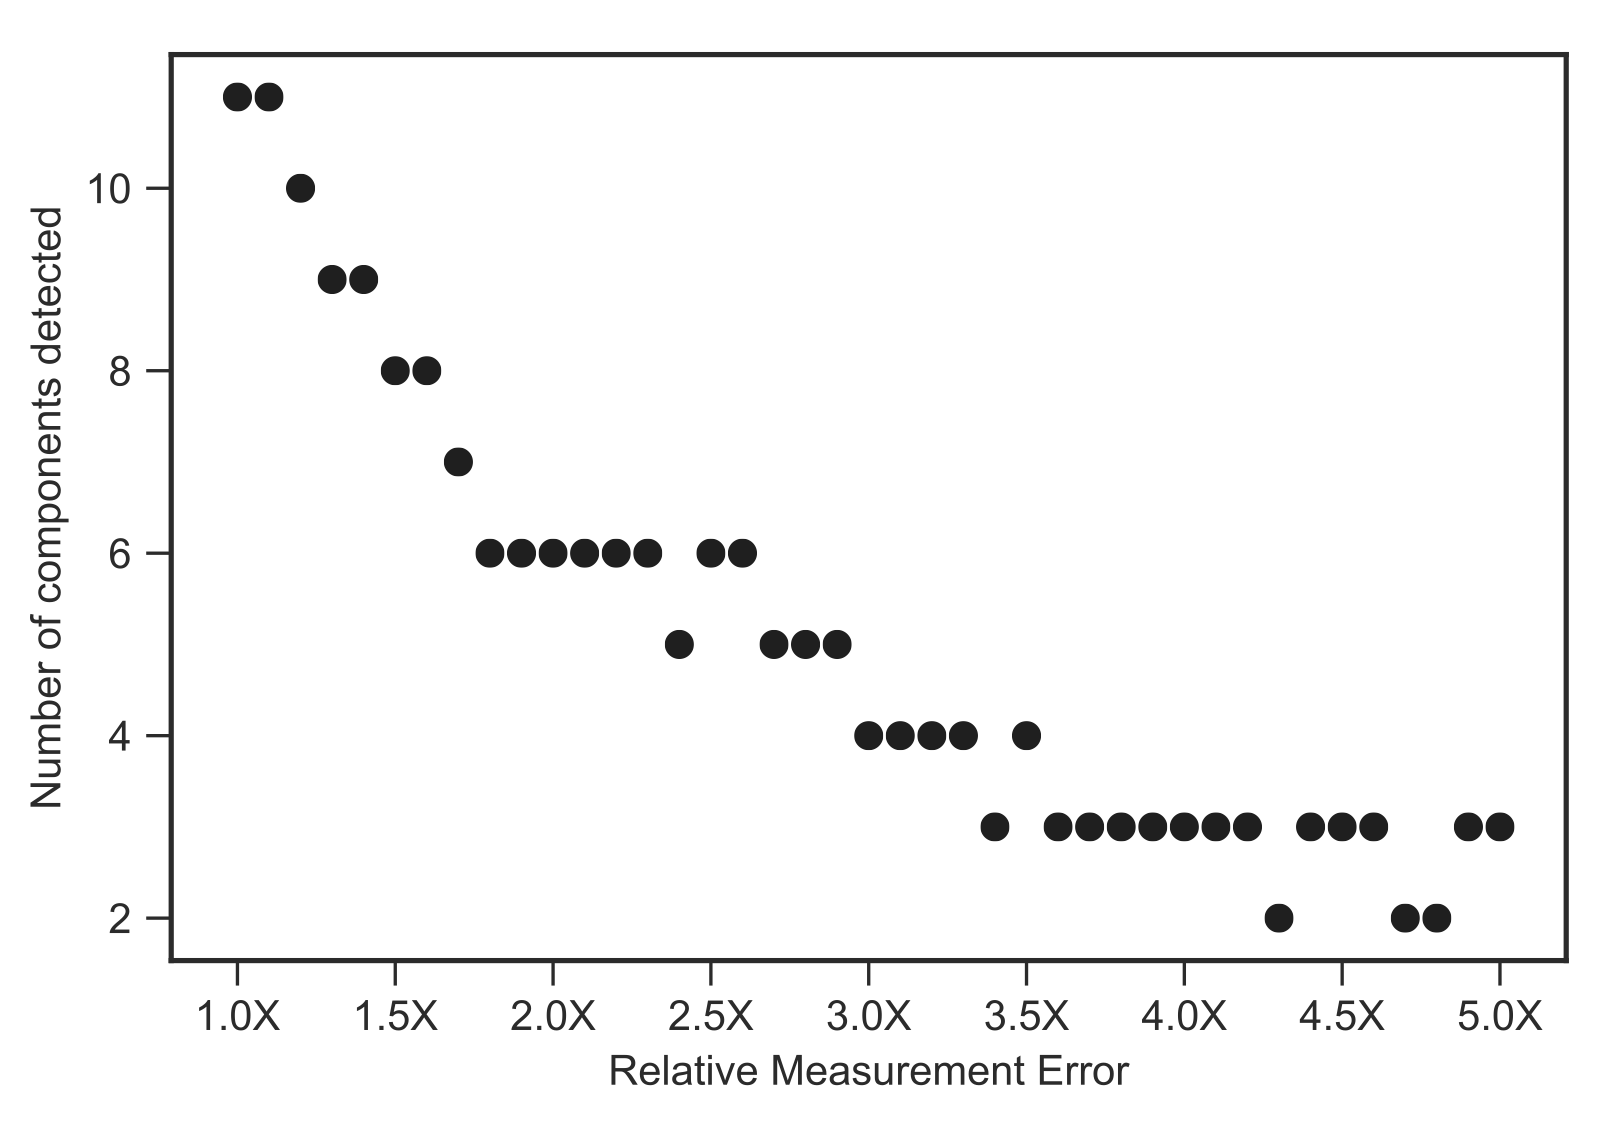 Number of components detected
10
8
6
4
2
1.0X 1.5X 2.0X 2.5X 3.0X 3.5X 4.0X 4.5X 5.0X
Relative Measurement Error